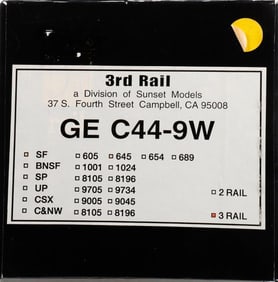 3rd Rail
a Division of Sunset Models
37 S. Fourth Street Campbell, CA 95008
GE C44-9W
SF 605 645 654 689
BNSF 1001 1024
SP 8105 8196
UP 9705 9734 2 RAIL
CSX 9005 9045
C&NW 8105 8196 3 RAIL